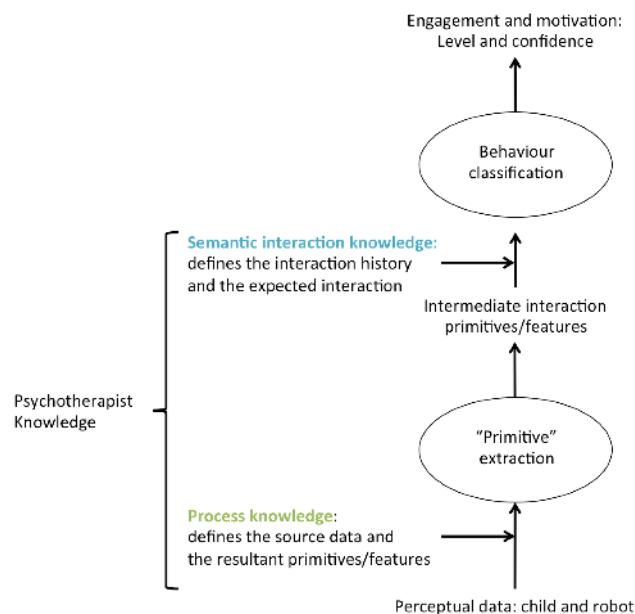 Engagement and motivation:
Level and confidence
Behaviour
classification
Semantic interaction knowledge:
defines the interaction history
and the expected interaction
Intermediate interaction
primitives/features
Psychotherapist
Knowledge
“Primitive”
extraction
Process knowledge:
defines the source data and
the resultant primitives/features
Perceptual data: child and robot